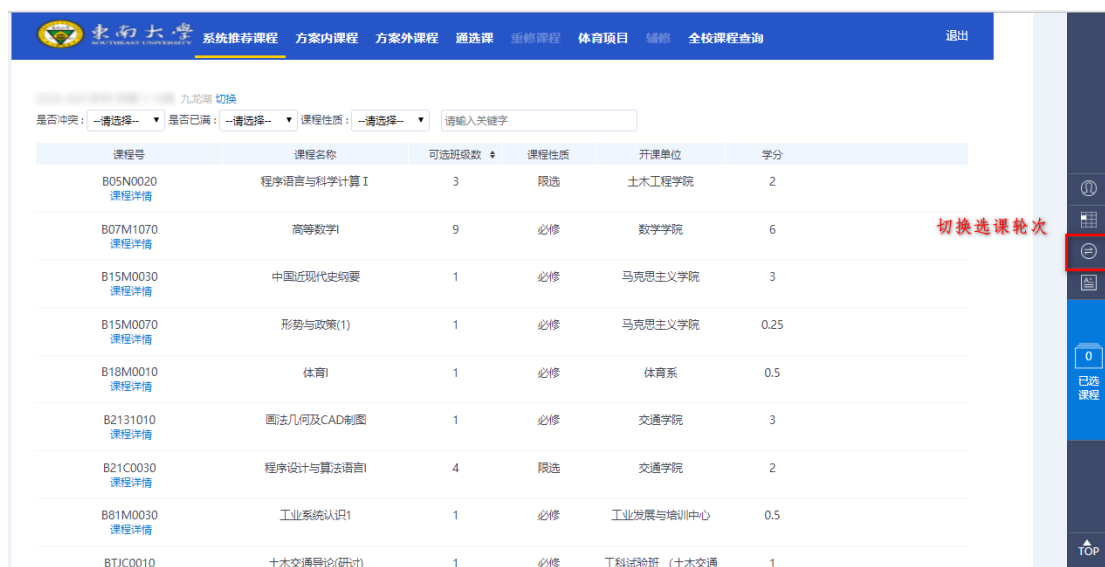 東南大學 系统推荐课程 方案内课程 方案外课程 通选课 重修课程 体育项目 辅修 全校课程查询 退出
SOUTHEAST UNIVERSITY
九龙湖 切换
是否冲突： --请选择-- 是否已满： --请选择-- 课程性质： --请选择-- 请输入关键字
课程号 课程名称 可选班级数 课程性质 开课单位 学分
B05N0020 程序语言与科学计算 I 3 限选 土木工程学院 2
课程详情
B07M1070 高等数学I 9 必修 数学学院 6
课程详情
切换选课轮次
B15M0030 中国近现代史纲要 1 必修 马克思主义学院 3
课程详情
B15M0070 形势与政策(1) 1 必修 马克思主义学院 0.25
课程详情
0
已选
课程
B18M0010 体育I 1 必修 体育系 0.5
课程详情
B2131010 画法几何及CAD制图 1 必修 交通学院 3
课程详情
B21C0030 程序设计与算法语言I 4 限选 交通学院 2
课程详情
B81M0030 工业系统认识1 1 必修 工业发展与培训中心 0.5
课程详情
BTJC0010 土木交通导论(研讨) 1 必修 工科试验班 （土木交通 1
TOP